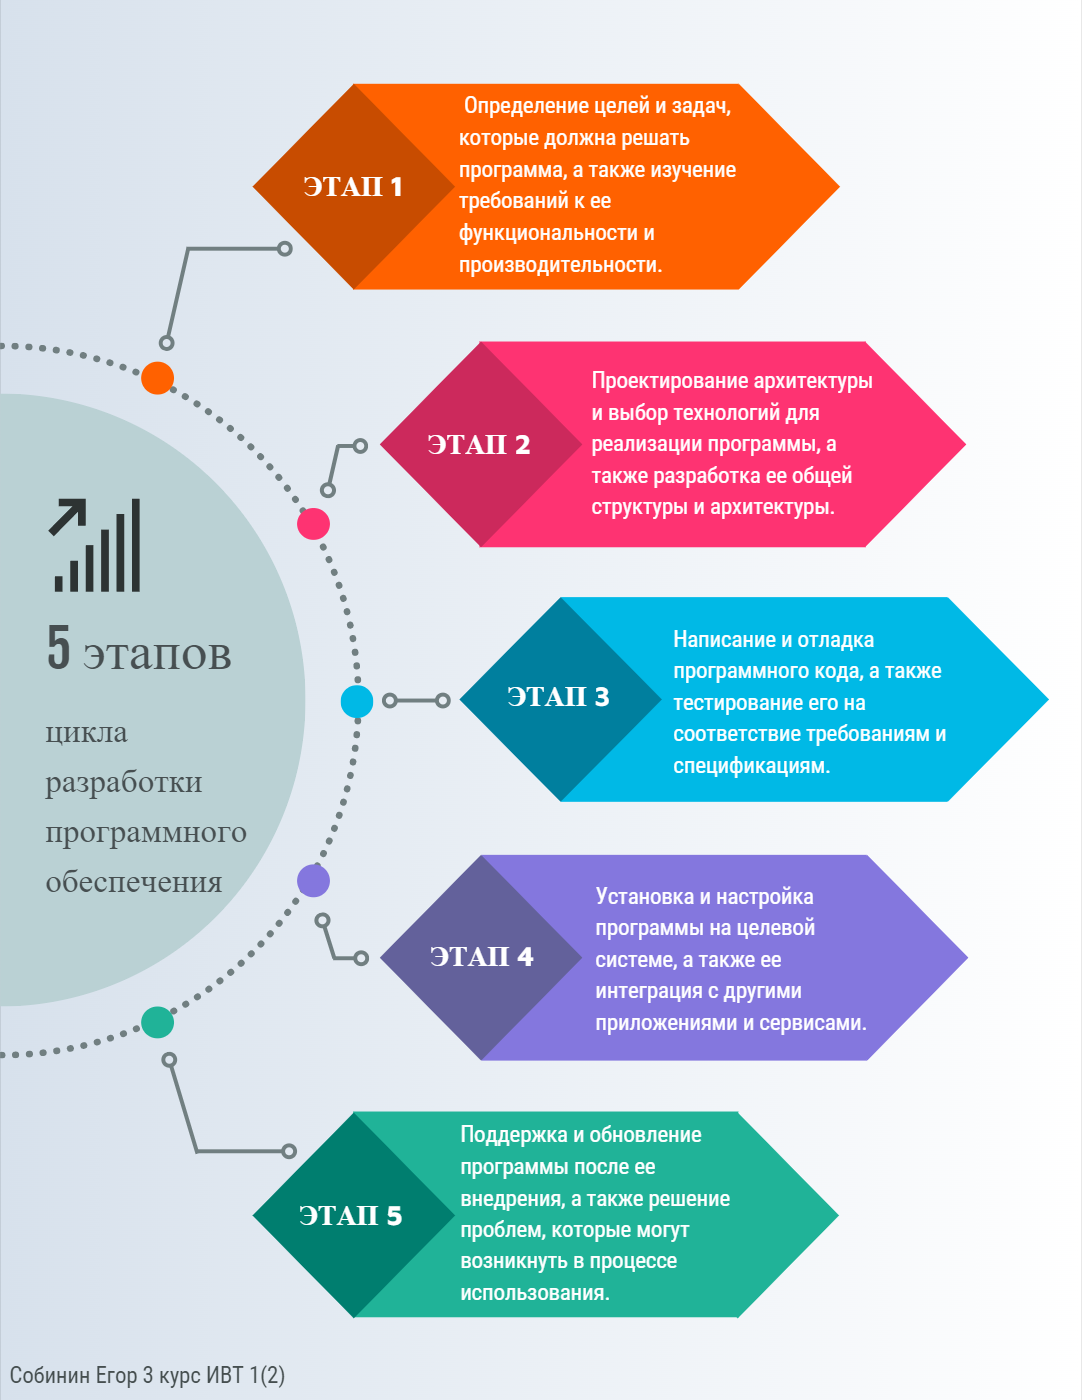 ЭТАП 1
Определение целей и задач,
которые должна решать
программа, а также изучение
требований к ее
функциональности и
производительности.
ЭТАП 2
Проектирование архитектуры
и выбор технологий для
реализации программы, а
также разработка ее общей
структуры и архитектуры.
5 этапов
цикла
разработки
программного
обеспечения
ЭТАП 3
Написание и отладка
программного кода, а также
тестирование его на
соответствие требованиям и
спецификациям.
ЭТАП 4
Установка и настройка
программы на целевой
системе, а также ее
интеграция с другими
приложениями и сервисами.
ЭТАП 5
Поддержка и обновление
программы после ее
внедрения, а также решение
проблем, которые могут
возникнуть в процессе
использования.
Собинин Егор 3 курс ИВТ 1(2)